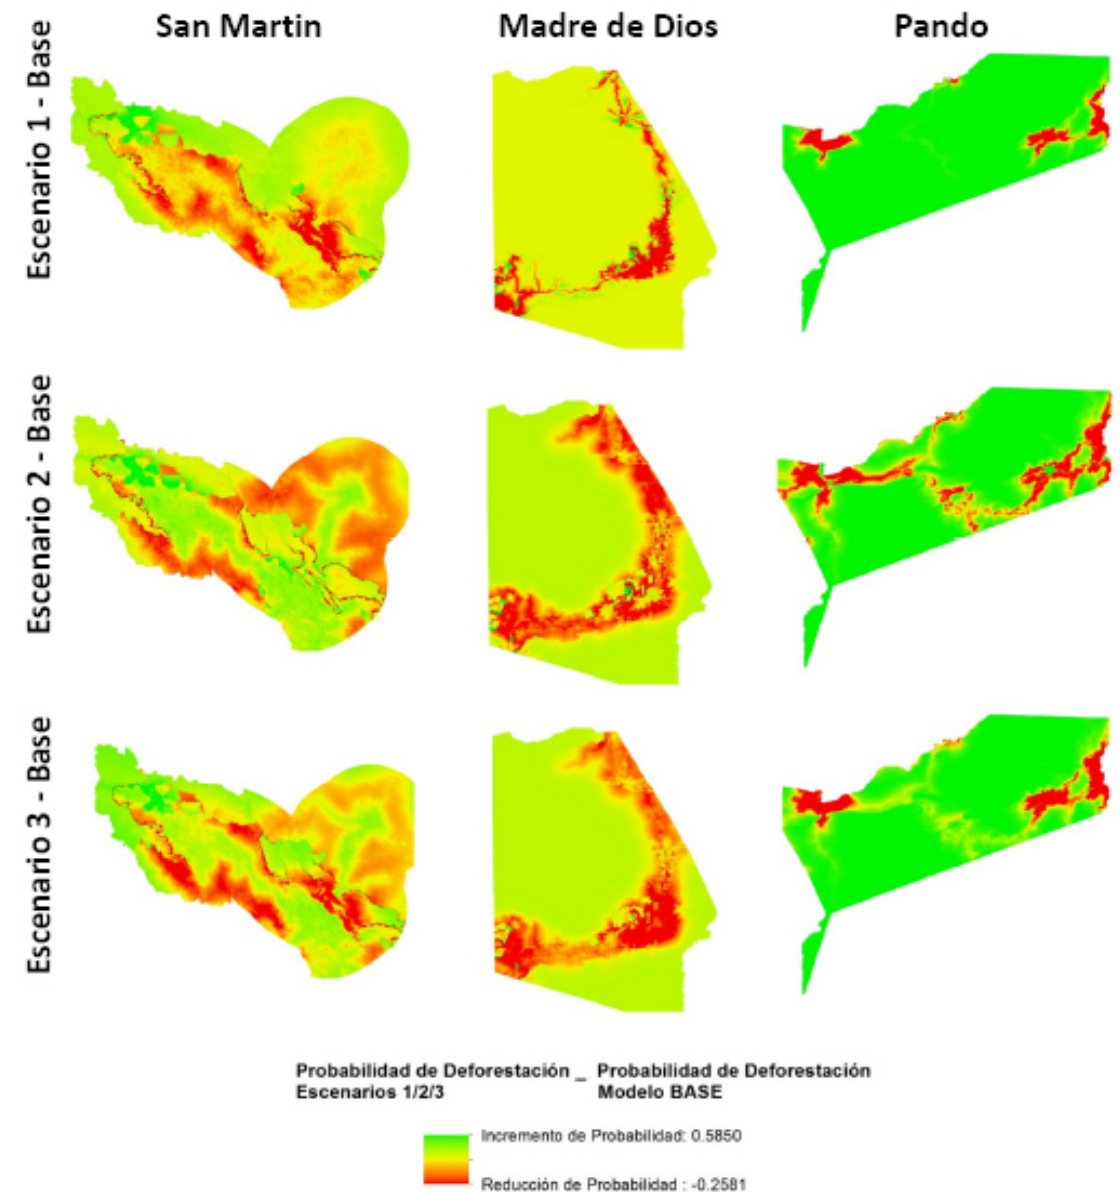 San Martin
Madre de Dios
Pando
Escenario 1 - Base
Escenario 2 - Base
Escenario 3 - Base
Probabilidad de Deforestación _ Probabilidad de Deforestación
Escenarios 1/2/3 Modelo BASE
Incremento de Probabilidad: 0.5850
Reducción de Probabilidad : -0.2581